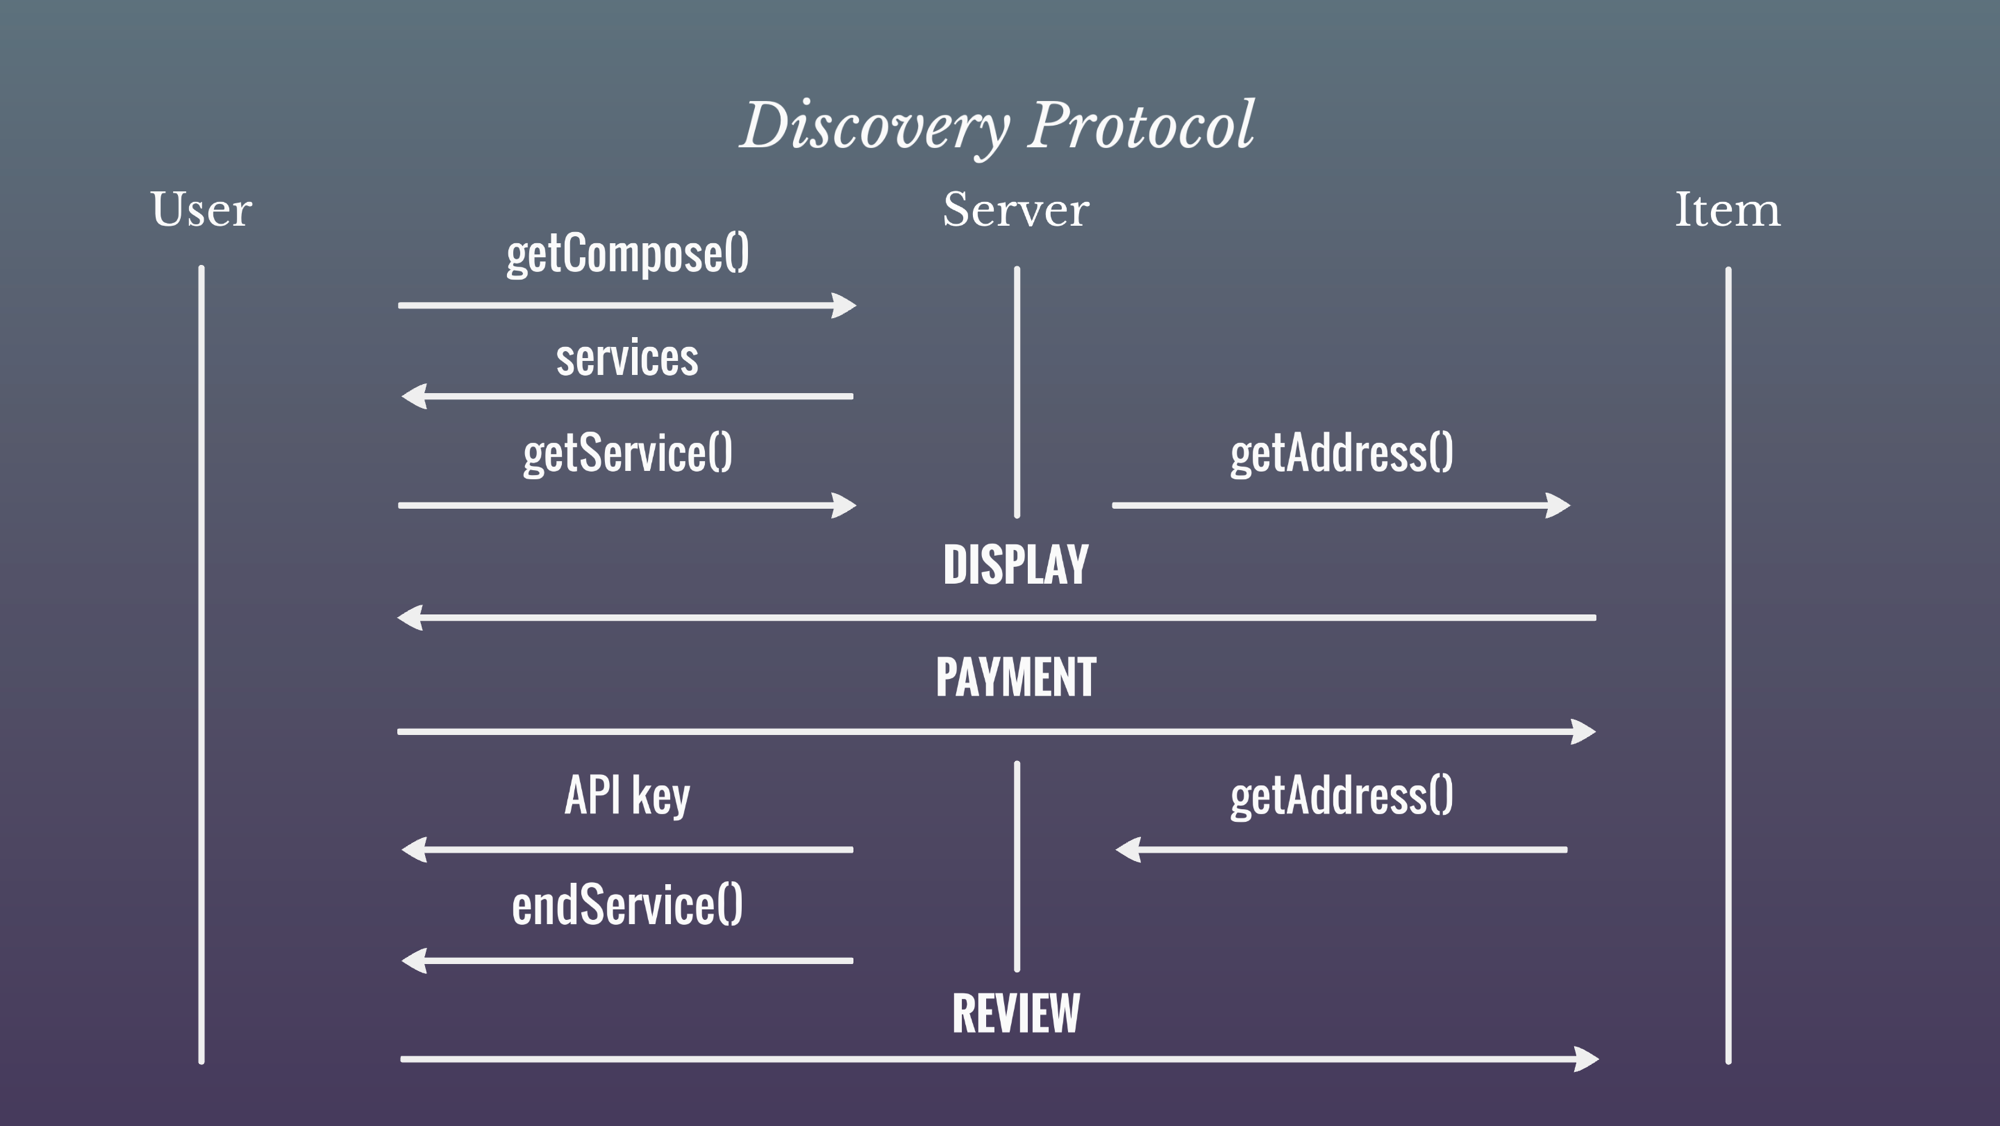 Discovery Protocol
User
Server
Item
getCompose()
services
getService()
getAddress()
DISPLAY
PAYMENT
API key
getAddress()
endService()
REVIEW